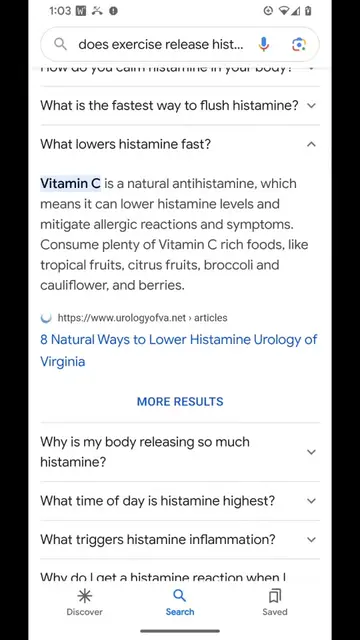 1:03
does exercise release hist...
How do you calm histamine in your body?
What is the fastest way to flush histamine?
What lowers histamine fast?
Vitamin C is a natural antihistamine, which
means it can lower histamine levels and
mitigate allergic reactions and symptoms.
Consume plenty of Vitamin C rich foods, like
tropical fruits, citrus fruits, broccoli and
cauliflower, and berries.
https://www.urologyofva.net › articles
8 Natural Ways to Lower Histamine Urology of
Virginia
MORE RESULTS
Why is my body releasing so much
histamine?
What time of day is histamine highest?
What triggers histamine inflammation?
Why do I get a histamine reaction when I
Discover
Search
Saved